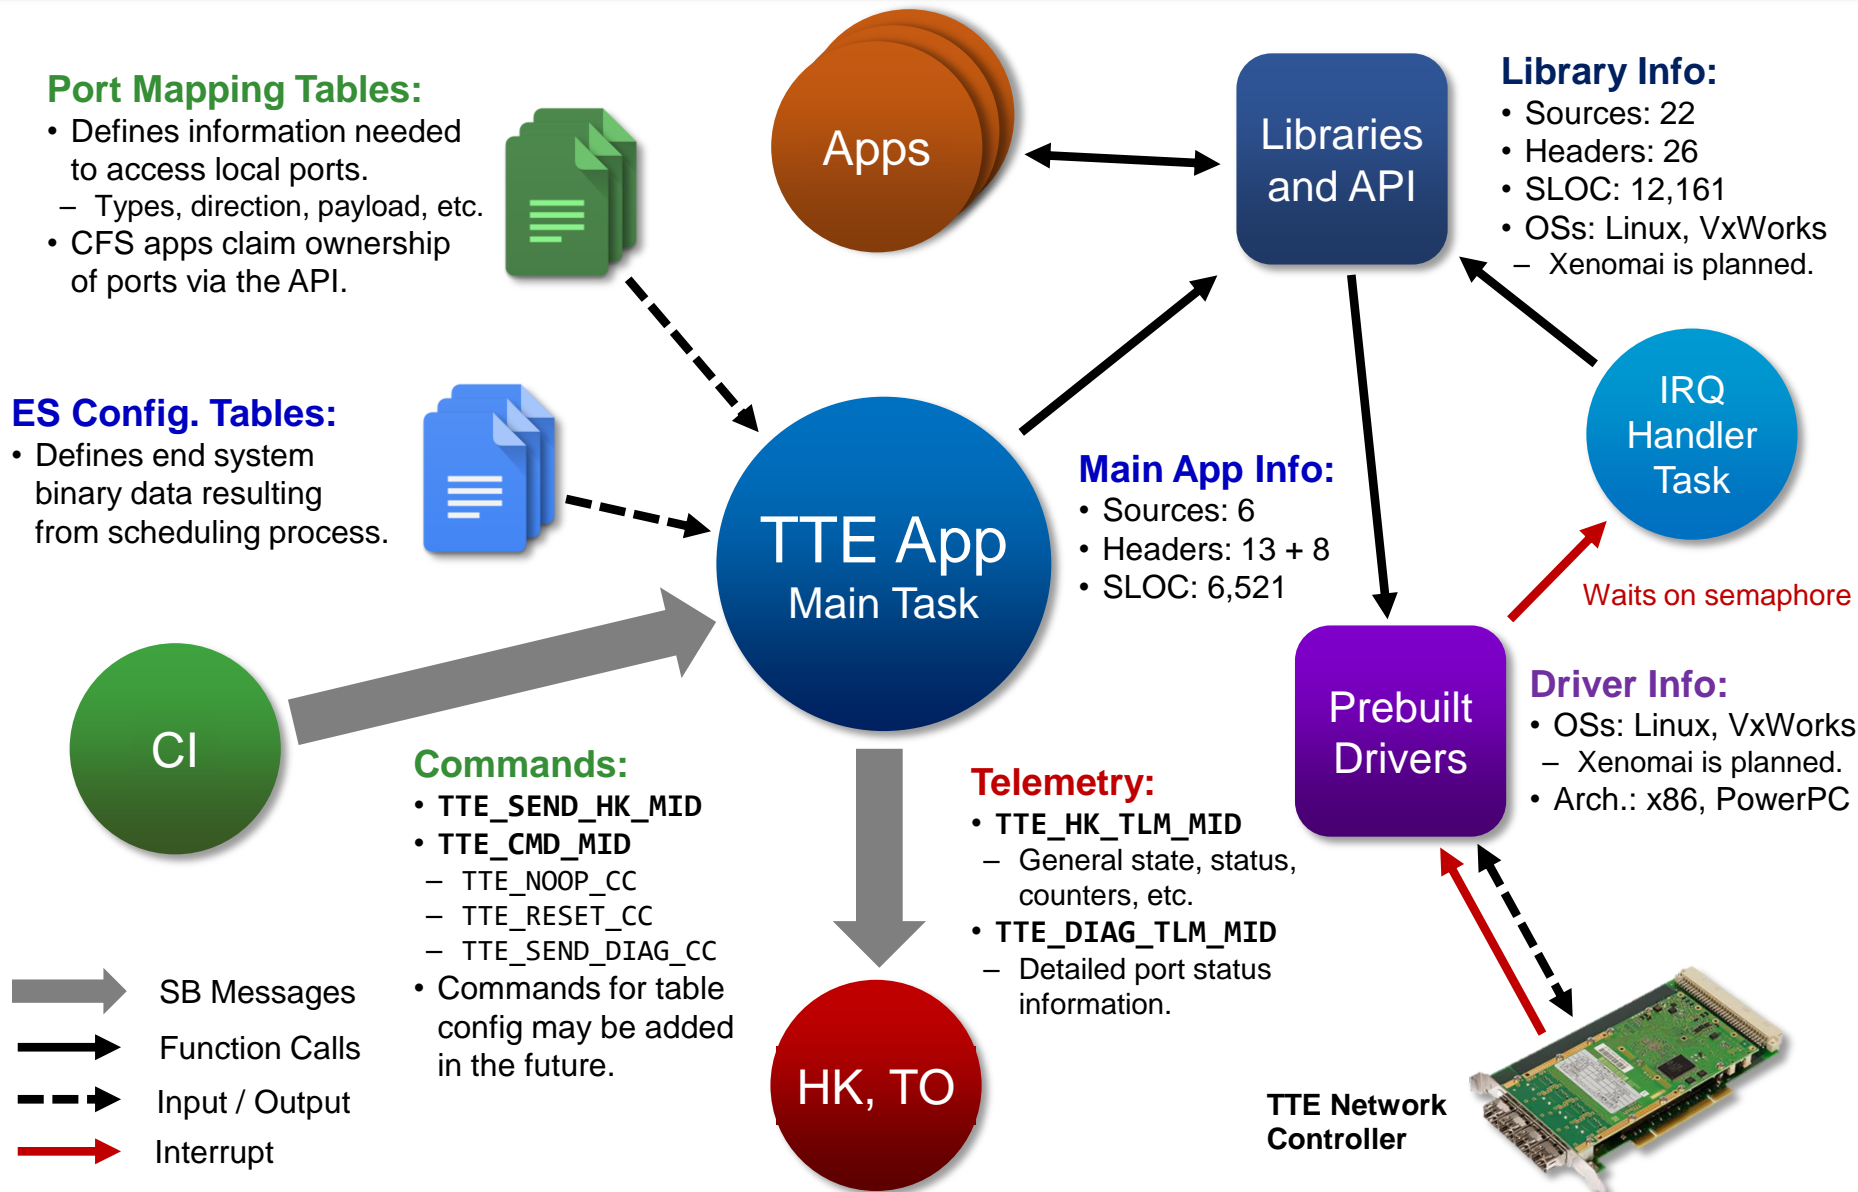 Port Mapping Tables:
• Defines information needed
to access local ports.
– Types, direction, payload, etc.
• CFS apps claim ownership
of ports via the API.
Apps
Libraries
and API
Library Info:
• Sources: 22
• Headers: 26
• SLOC: 12,161
• OSs: Linux, VxWorks
– Xenomai is planned.
ES Config. Tables:
• Defines end system
binary data resulting
from scheduling process.
TTE App
Main Task
Main App Info:
• Sources: 6
• Headers: 13 + 8
• SLOC: 6,521
IRQ
Handler
Task
Waits on semaphore
CI
Prebuilt
Drivers
Driver Info:
• OSs: Linux, VxWorks
– Xenomai is planned.
• Arch.: x86, PowerPC
Commands:
• TTE_SEND_HK_MID
• TTE_CMD_MID
– TTE_NOOP_CC
– TTE_RESET_CC
– TTE_SEND_DIAG_CC
• Commands for table
config may be added
in the future.
Telemetry:
• TTE_HK_TLM_MID
– General state, status,
counters, etc.
• TTE_DIAG_TLM_MID
– Detailed port status
information.
SB Messages
Function Calls
Input / Output
Interrupt
HK, TO
TTE Network
Controller